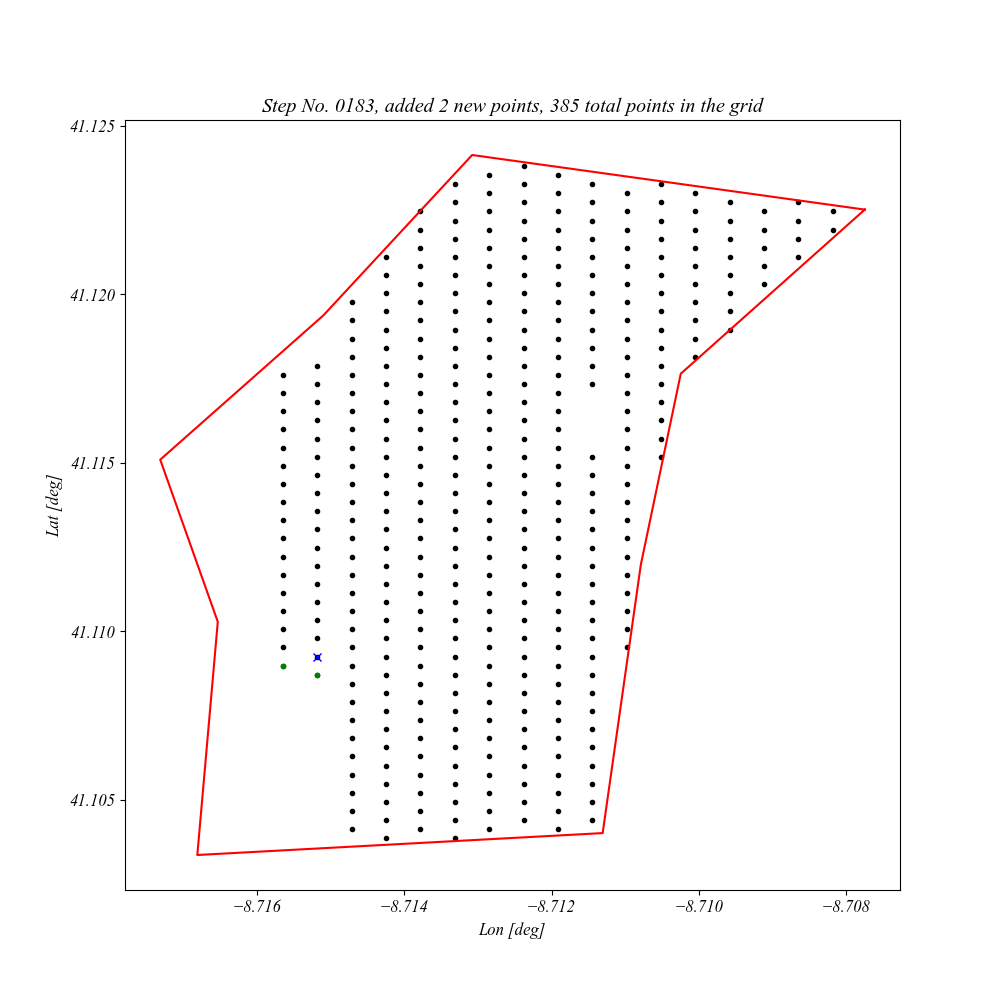 Step No. 0183, added 2 new points, 385 total points in the grid
41.125
41.120
41.115
41.110
41.105
Lat [deg]
−8.716 −8.714 −8.712 −8.710 −8.708
Lon [deg]